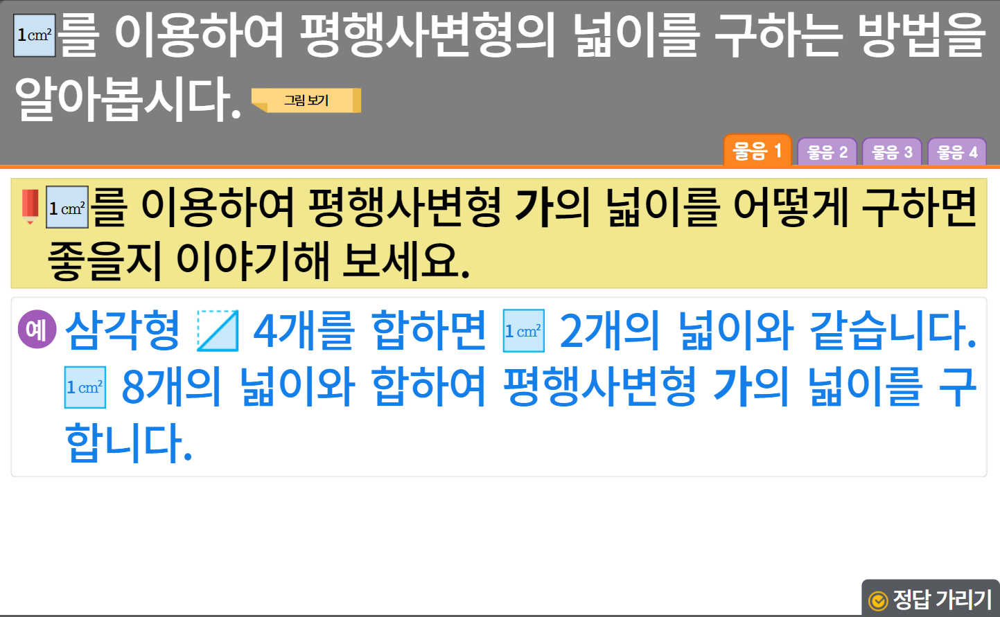 1cm²를 이용하여 평행사변형의 넓이를 구하는 방법을
알아봅시다. 그림 보기
물음 1 물음 2 물음 3 물음 4
1cm²를 이용하여 평행사변형 가의 넓이를 어떻게 구하면
좋을지 이야기해 보세요.
예 삼각형 4개를 합하면 1cm² 2개의 넓이와 같습니다.
1cm² 8개의 넓이와 합하여 평행사변형 가의 넓이를 구
합니다.
정답 가리기